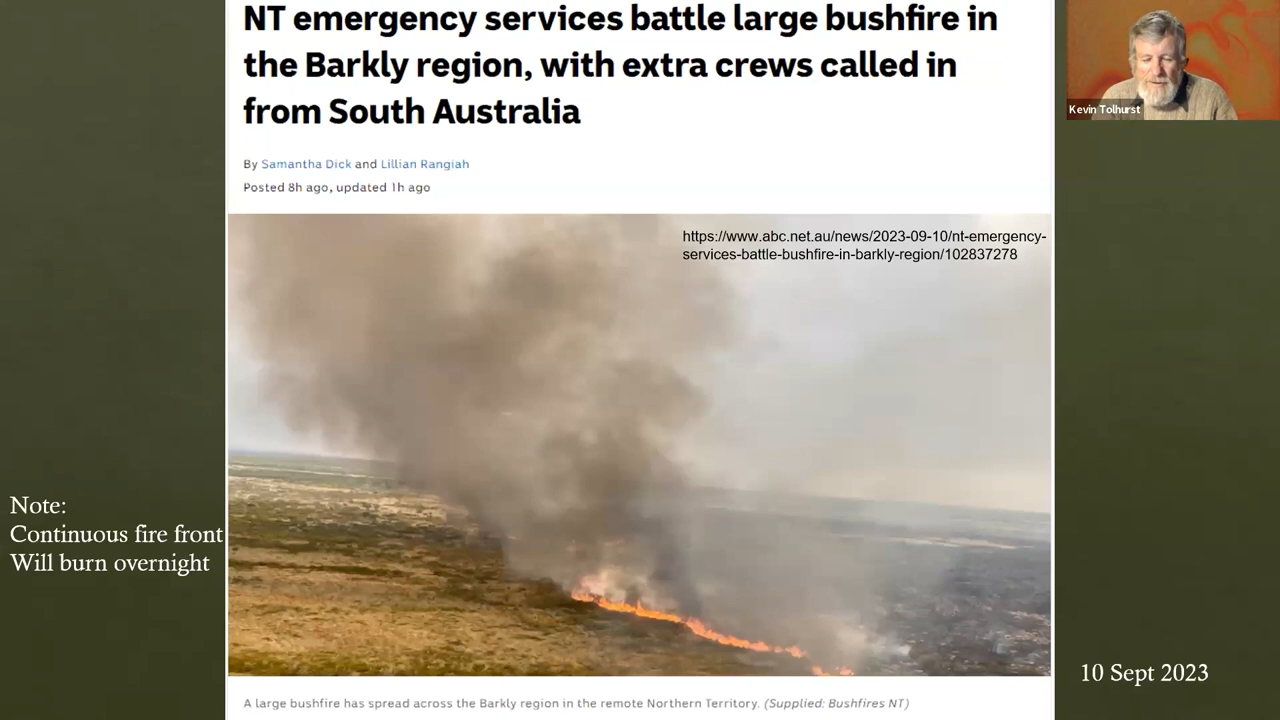 NT emergency services battle large bushfire in
the Barkly region, with extra crews called in
from South Australia
By Samantha Dick and Lillian Rangiah
Posted 8h ago, updated 1h ago
https://www.abc.net.au/news/2023-09-10/nt-emergency-
services-battle-bushfire-in-barkly-region/102837278
Kevin Tolhurst
Note:
Continuous fire front
Will burn overnight
10 Sept 2023
A large bushfire has spread across the Barkly region in the remote Northern Territory. (Supplied: Bushfires NT)